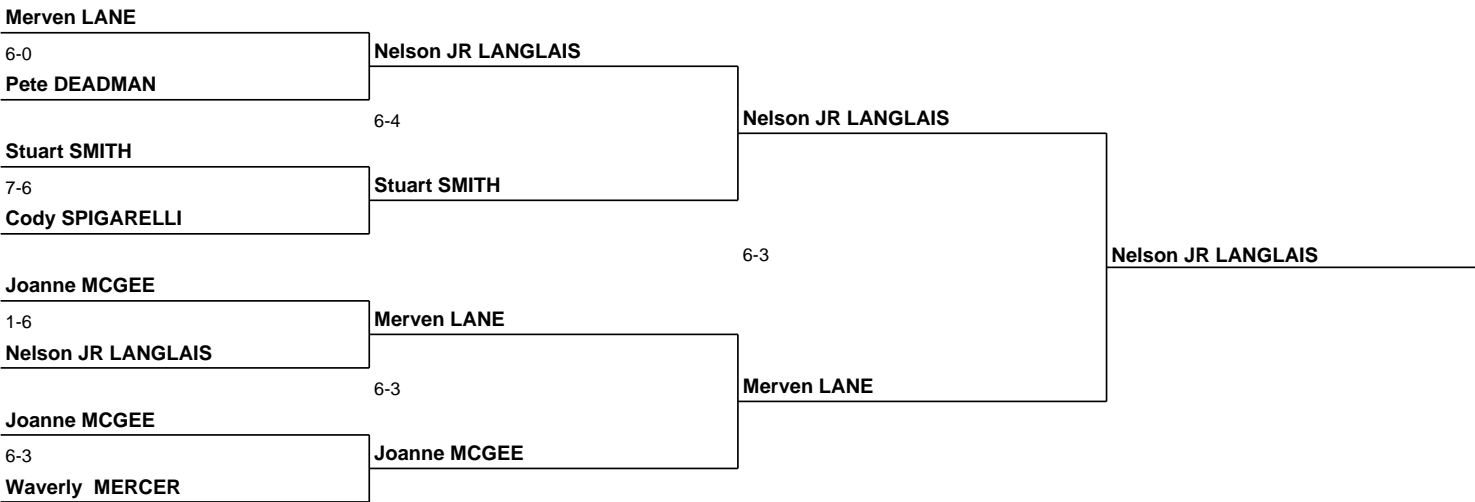 Merven LANE
6-0
Pete DEADMAN
Stuart SMITH
7-6
Cody SPIGARELLI
Joanne MCGEE
1-6
Nelson JR LANGLAIS
Joanne MCGEE
6-3
Waverly MERCER
Nelson JR LANGLAIS
6-4
Stuart SMITH
Merven LANE
6-3
Joanne MCGEE
Nelson JR LANGLAIS
6-3
Merven LANE
Nelson JR LANGLAIS